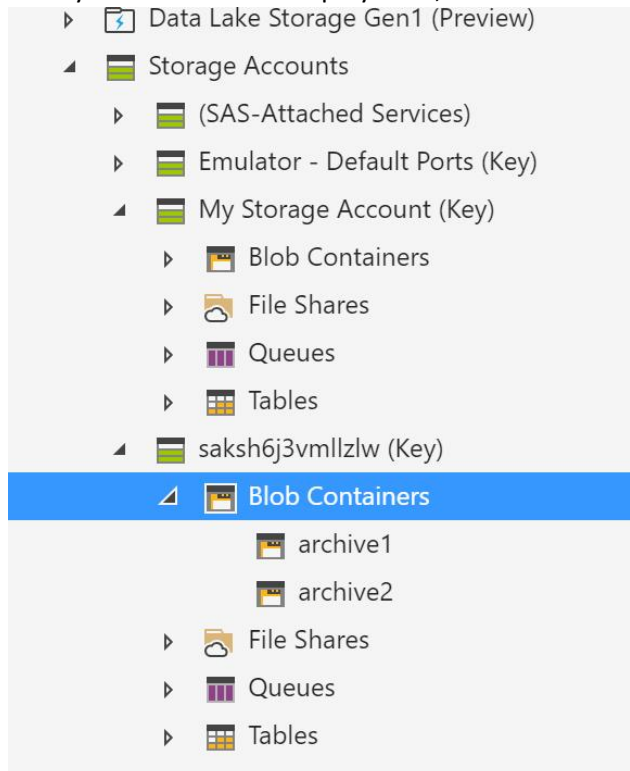 Data Lake Storage Gen1 (Preview)
Storage Accounts
(SAS-Attached Services)
Emulator - Default Ports (Key)
My Storage Account (Key)
Blob Containers
File Shares
Queues
Tables
saksh6j3vmllzlw (Key)
Blob Containers
archive1
archive2
File Shares
Queues
Tables